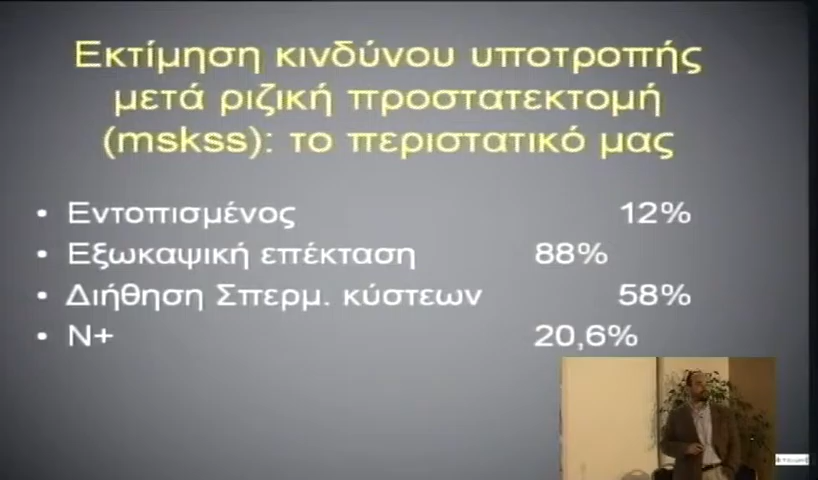 Εκτίμηση κινδύνου υποτροπής
μετά ριζική προστατεκτομή
(mskss): το περιστατικό μας
• Εντοπισμένος 12%
• Εξωκαψική επέκταση 88%
• Διήθηση Σπερμ. κύστεων 58%
• N+ 20,6%